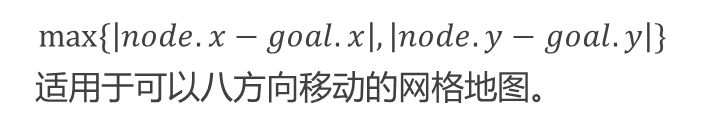 max{|node.x − goal.x|, |node.y − goal.y|}
适用于可以八方向移动的网格地图。